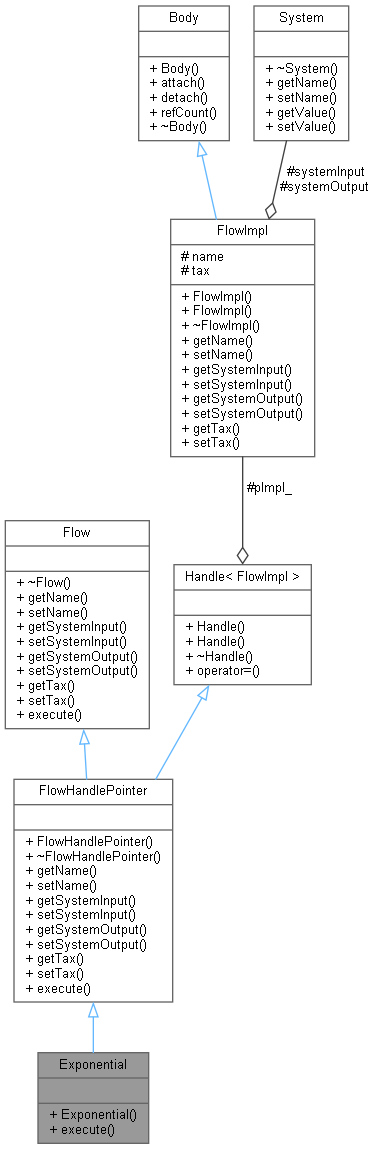 Body
+ Body()
+ attach()
+ detach()
+ refCount()
+ ~Body()
System
+ ~System()
+ getName()
+ setName()
+ getValue()
+ setValue()
#systemInput
#systemOutput
FlowImpl
# name
# tax
+ FlowImpl()
+ FlowImpl()
+ ~FlowImpl()
+ getName()
+ setName()
+ getSystemInput()
+ setSystemInput()
+ getSystemOutput()
+ setSystemOutput()
+ getTax()
+ setTax()
#pImpl_
Flow
+ ~Flow()
+ getName()
+ setName()
+ getSystemInput()
+ setSystemInput()
+ getSystemOutput()
+ setSystemOutput()
+ getTax()
+ setTax()
+ execute()
Handle< FlowImpl >
+ Handle()
+ Handle()
+ ~Handle()
+ operator=()
FlowHandlePointer
+ FlowHandlePointer()
+ ~FlowHandlePointer()
+ getName()
+ setName()
+ getSystemInput()
+ setSystemInput()
+ getSystemOutput()
+ setSystemOutput()
+ getTax()
+ setTax()
+ execute()
Exponential
+ Exponential()
+ execute()